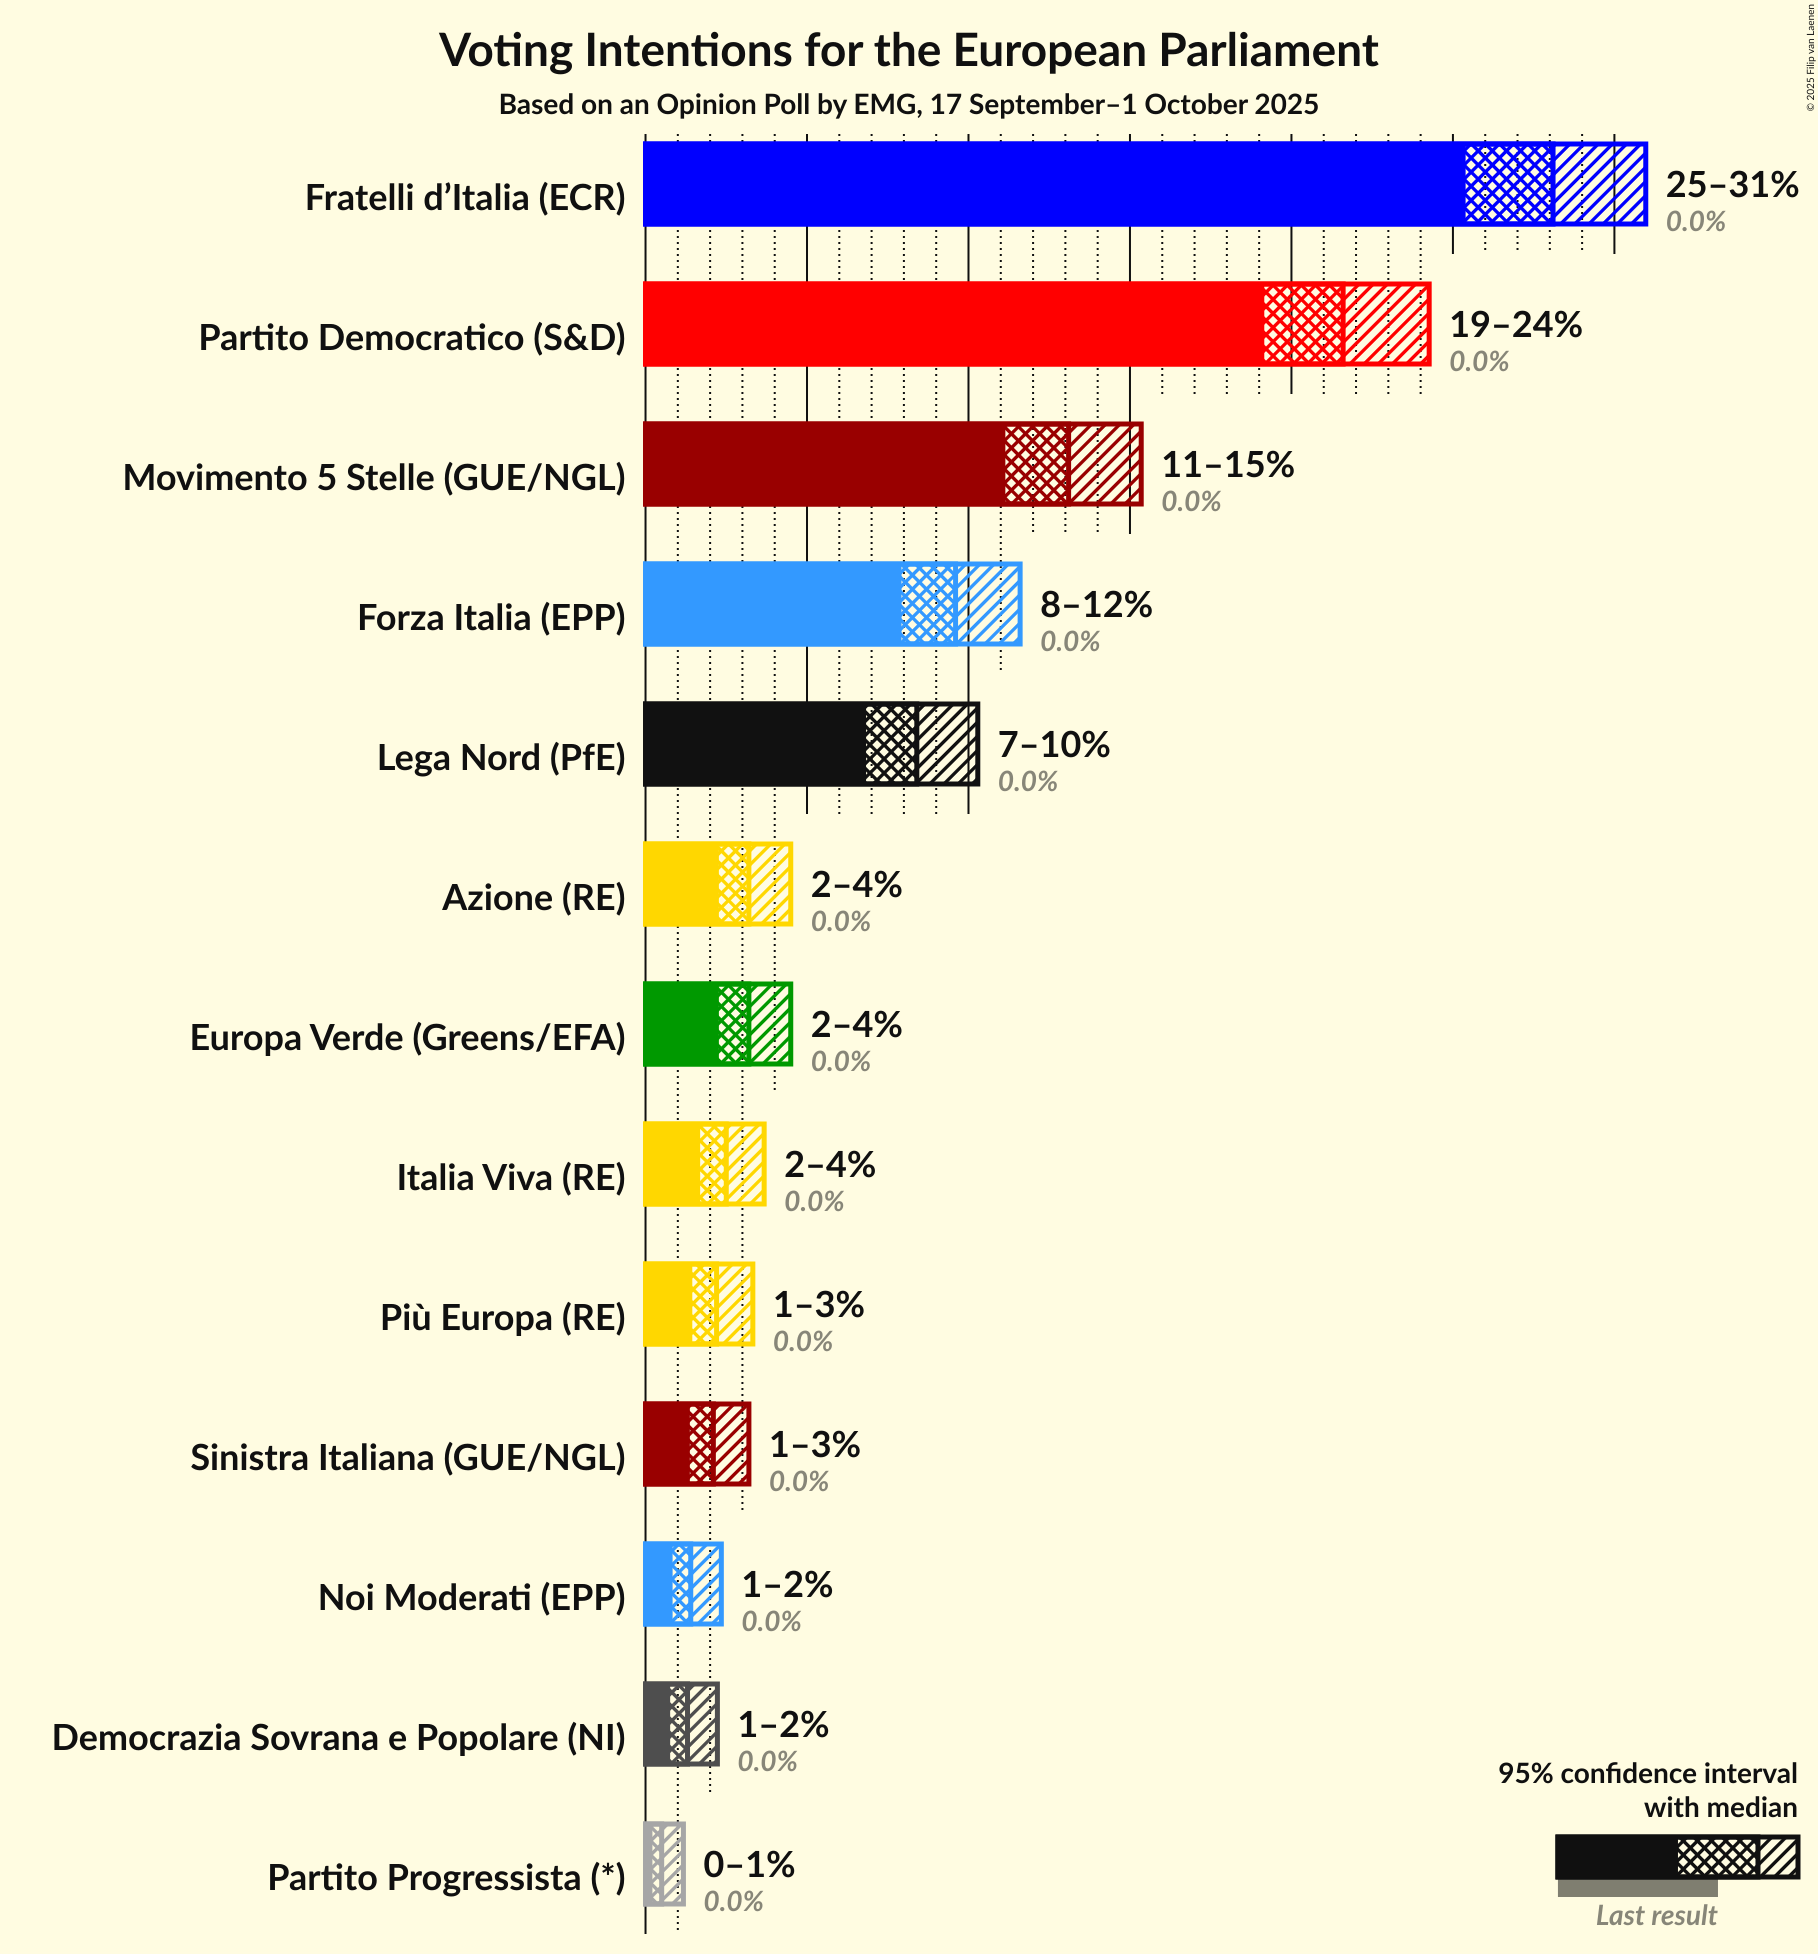 © 2025 Filip van Laenen
Voting Intentions for the European Parliament
Based on an Opinion Poll by EMG, 17 September–1 October 2025
Fratelli d’Italia (ECR)
25–31%
0.0%
Partito Democratico (S&D)
19–24%
0.0%
Movimento 5 Stelle (GUE/NGL)
11–15%
0.0%
Forza Italia (EPP)
8–12%
0.0%
Lega Nord (PfE)
7–10%
0.0%
Azione (RE)
2–4%
0.0%
Europa Verde (Greens/EFA)
2–4%
0.0%
Italia Viva (RE)
2–4%
0.0%
Più Europa (RE)
1–3%
0.0%
Sinistra Italiana (GUE/NGL)
1–3%
0.0%
Noi Moderati (EPP)
1–2%
0.0%
Democrazia Sovrana e Popolare (NI)
1–2%
0.0%
Partito Progressista (*)
0–1%
0.0%
95% confidence interval
with median
Last result